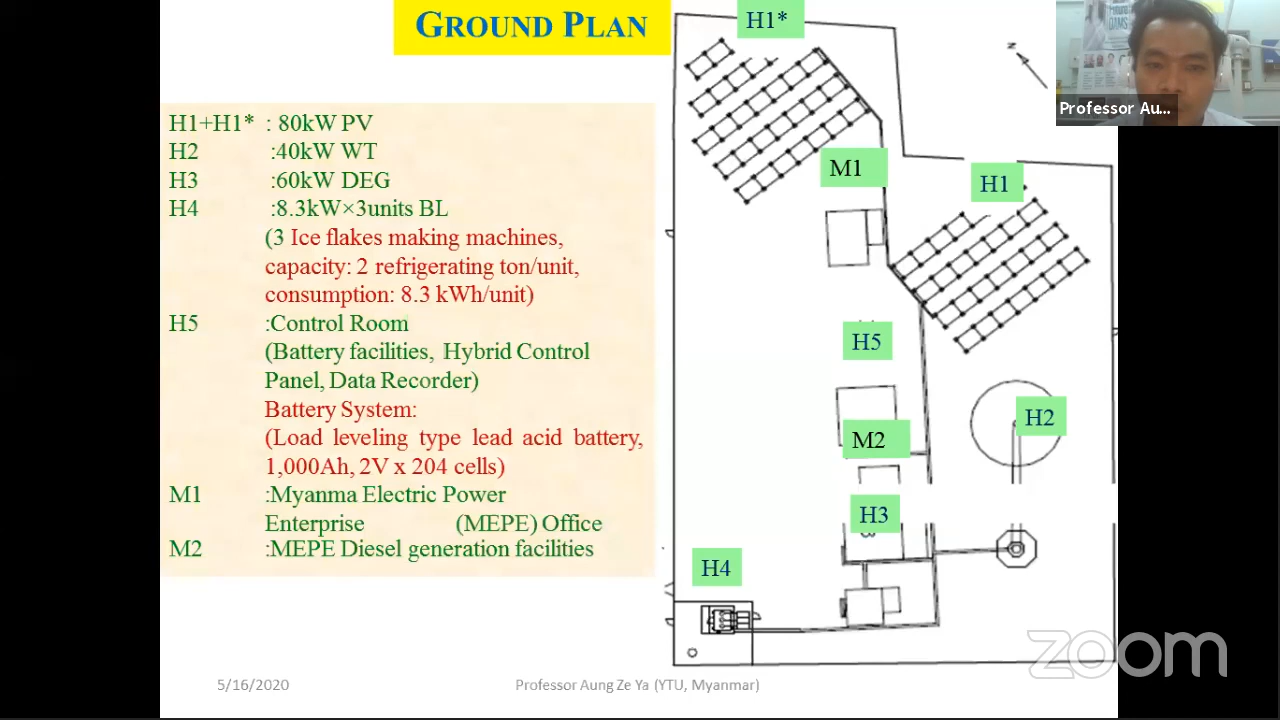 GROUND PLAN
H1+H1* : 80kW PV
H2 :40kW WT
H3 :60kW DEG
H4 :8.3kW×3units BL
(3 Ice flakes making machines,
capacity: 2 refrigerating ton/unit,
consumption: 8.3 kWh/unit)
H5 :Control Room
(Battery facilities, Hybrid Control
Panel, Data Recorder)
Battery System:
(Load leveling type lead acid battery,
1,000Ah, 2V x 204 cells)
M1 :Myanma Electric Power
Enterprise (MEPE) Office
M2 :MEPE Diesel generation facilities
H1*
N
M1
H1
H5
H2
M2
H3
H4
5/16/2020
Professor Aung Ze Ya (YTU, Myanmar)
Professor Au...
zoom